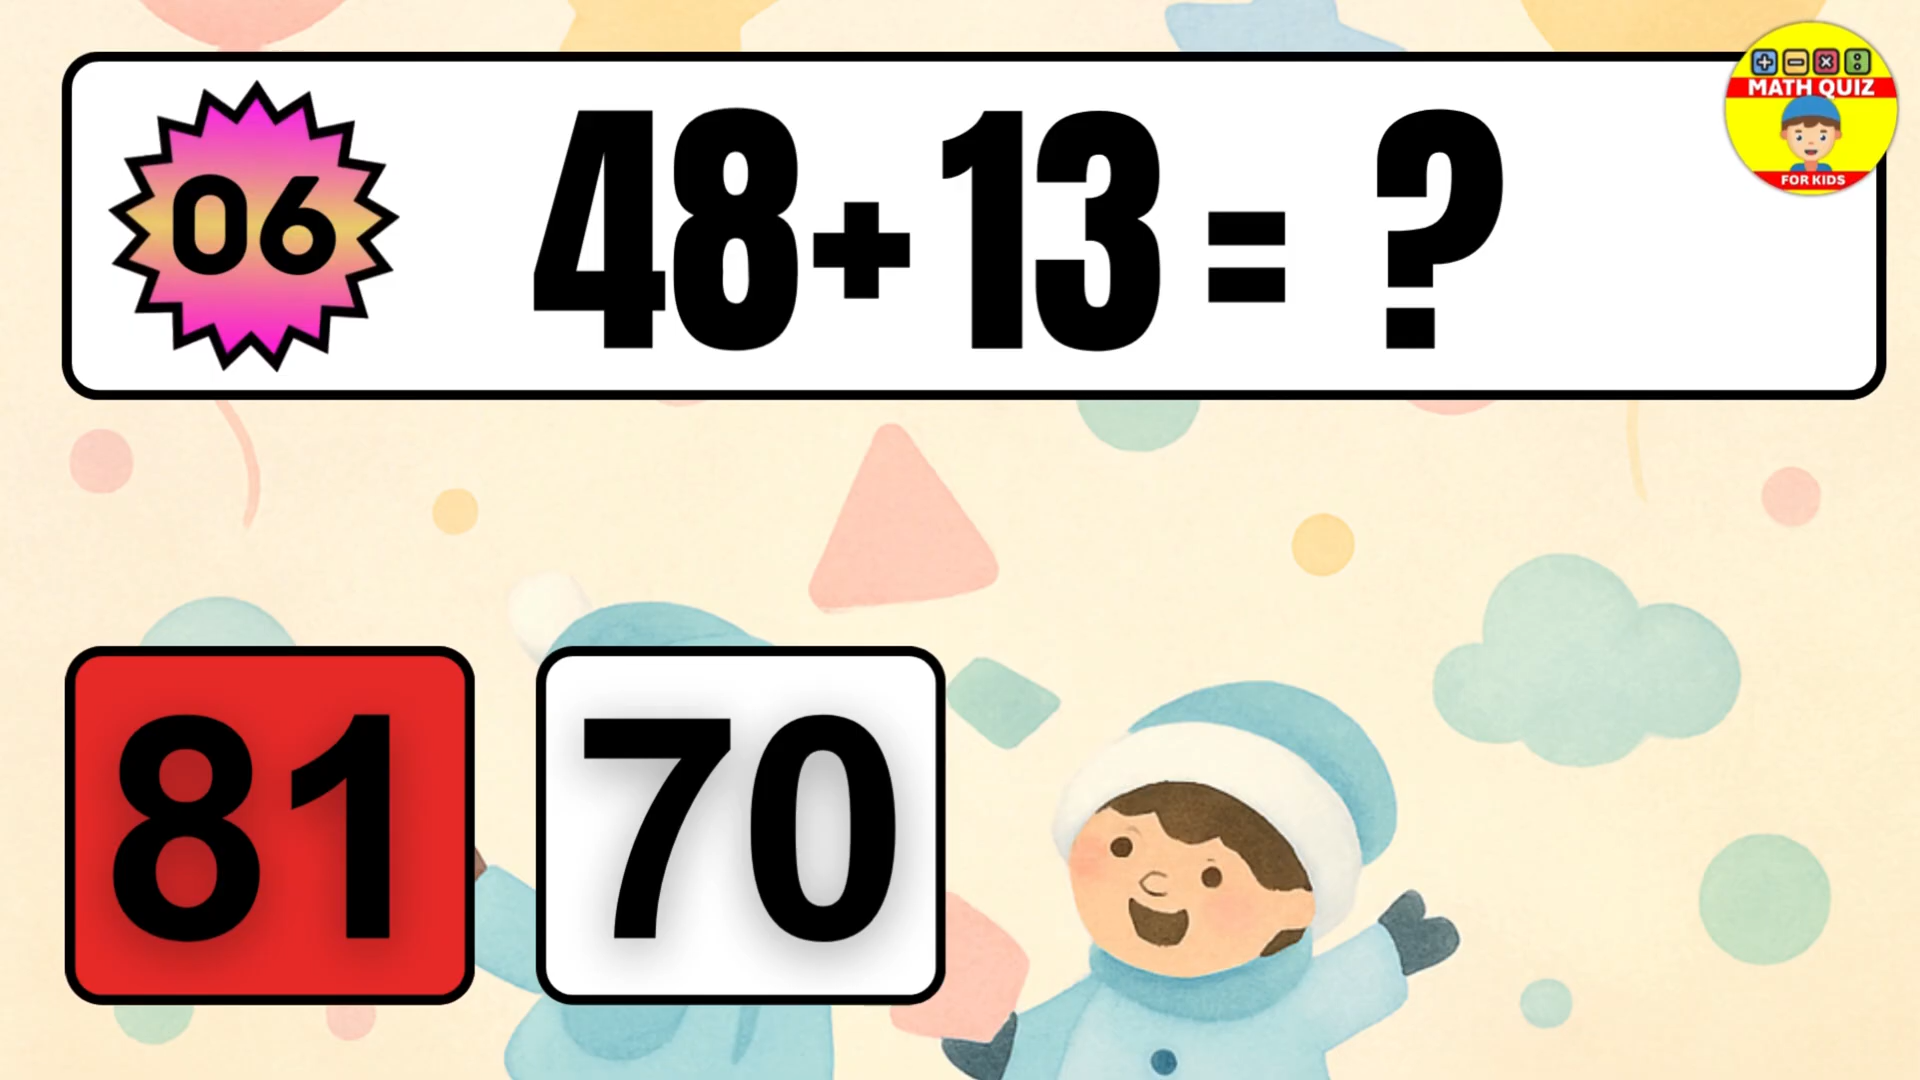 06
48+13 = ?
+ − × :
MATH QUIZ
FOR KIDS
81
70